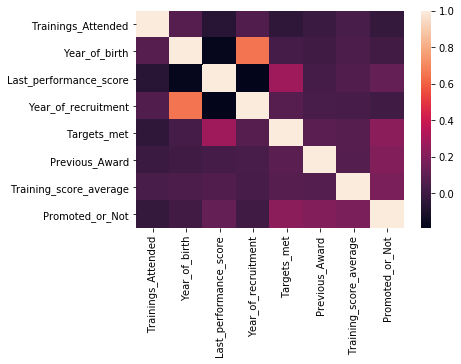 Trainings_Attended
Year_of_birth
Last_performance_score
Year_of_recruitment
Targets_met
Previous_Award
Training_score_average
Promoted_or_Not
Trainings_Attended
Year_of_birth
Last_performance_score
Year_of_recruitment
Targets_met
Previous_Award
Training_score_average
Promoted_or_Not
1.0
0.8
0.6
0.4
0.2
0.0